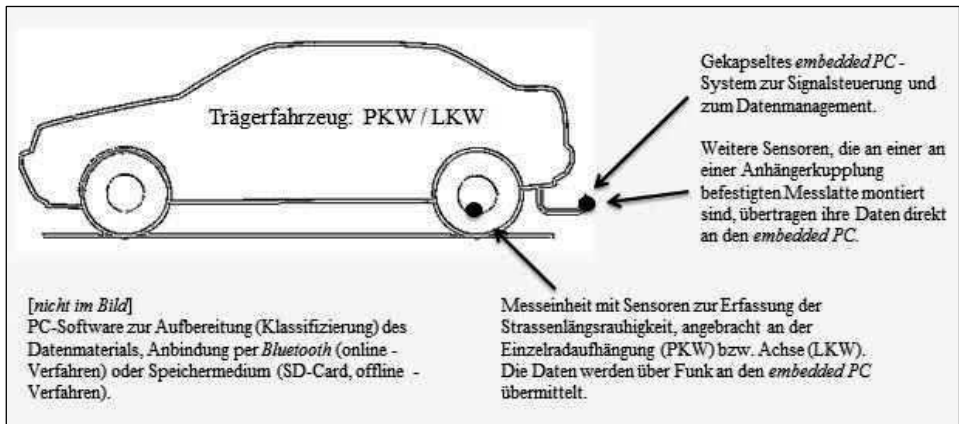 Trägerfahrzeug: PKW / LKW
Gekapseltes embedded PC -
System zur Signalsteuerung und
zum Datenmanagement.
Weitere Sensoren, die an einer an
einer Anhängerkupplung
befestigten Messlatte montiert
sind, übertragen ihre Daten direkt
an den embedded PC.
[nicht im Bild]
PC-Software zur Aufbereitung (Klassifizierung) des
Datenmaterials, Anbindung per Bluetooth (online -
Verfahren) oder Speichermedium (SD-Card, offline -
Verfahren).
Messeinheit mit Sensoren zur Erfassung der
Strassenlängsrauhigkeit, angebracht an der
Einzelradaufhängung (PKW) bzw. Achse (LKW).
Die Daten werden über Funk an den embedded PC
übermittelt.